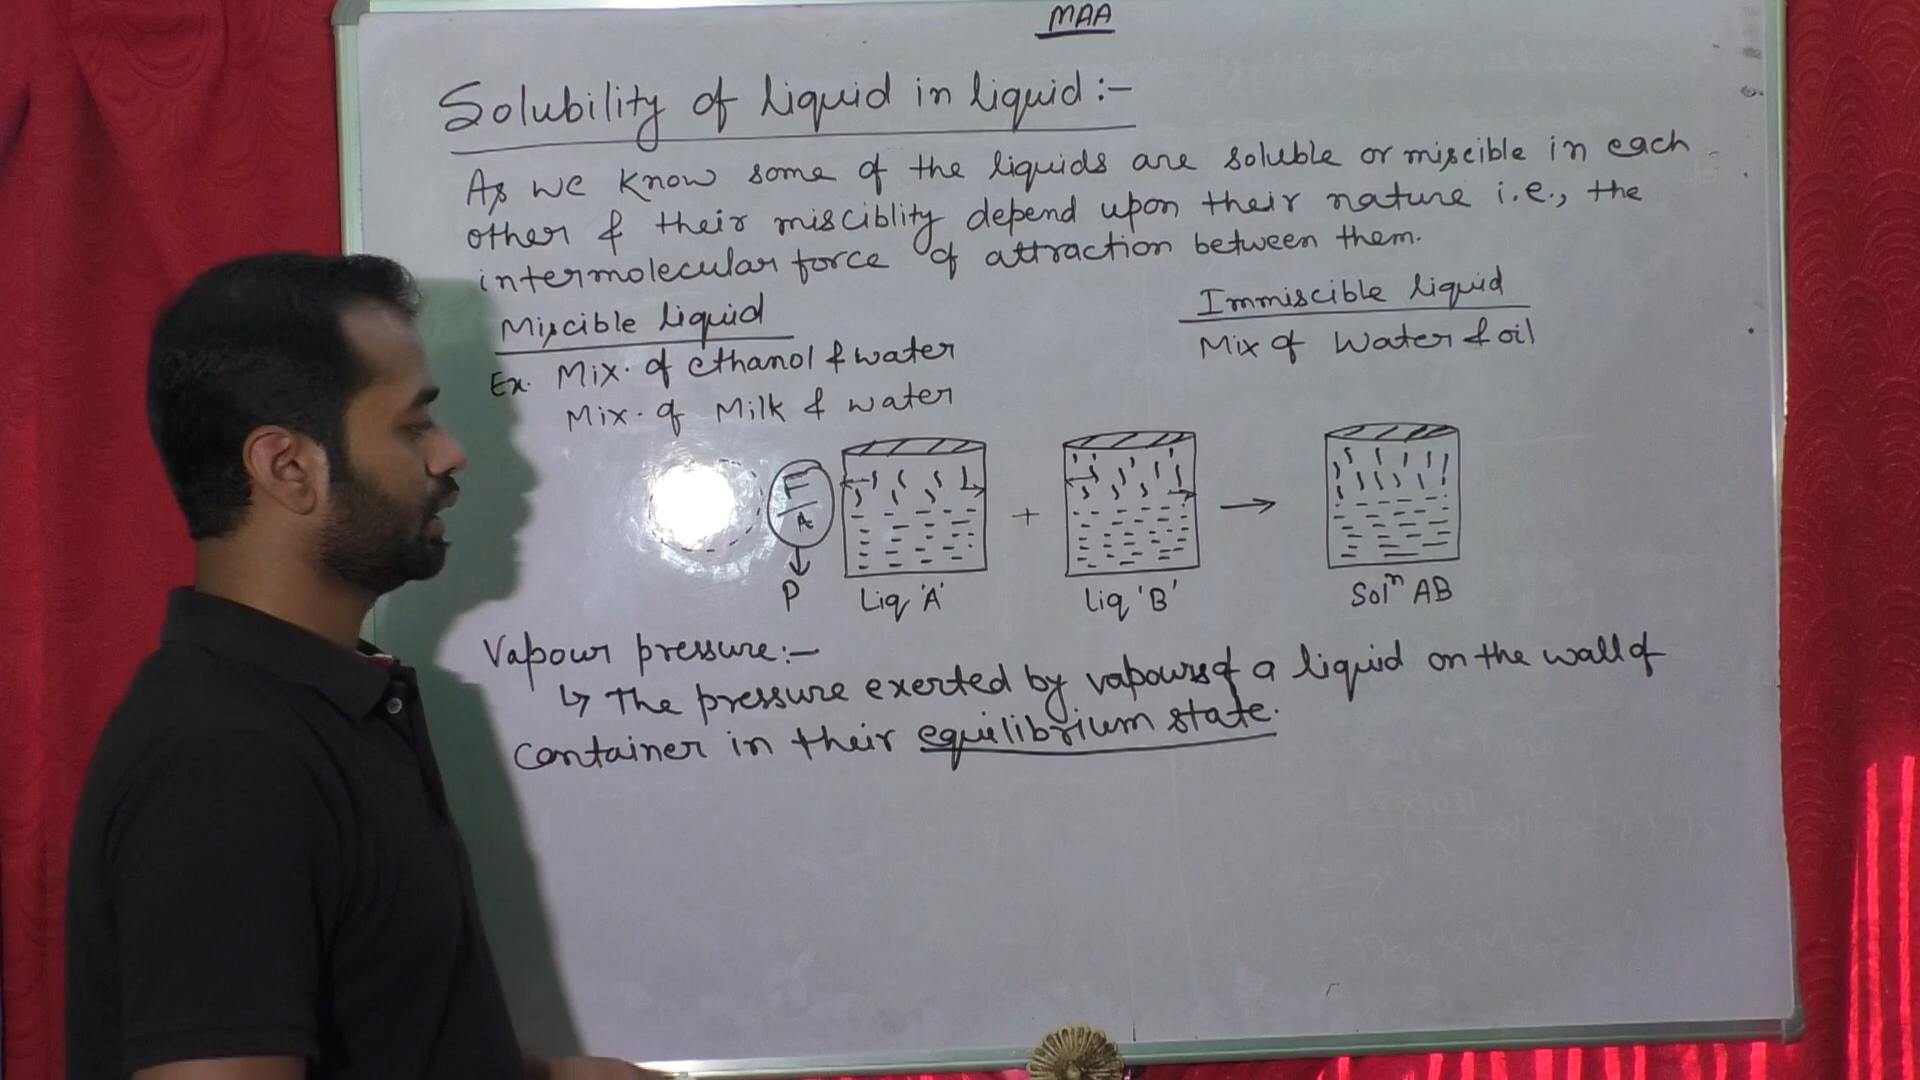 MAA
Solubility of liquid in liquid :-
As we know some of the liquids are soluble or miscible in each
other & their misciblity depend upon their nature i.e., the
intermolecular force of attraction between them.
Miscible liquid
Ex. Mix. of ethanol & water
Mix. of Milk & water
Immiscible liquid
Mix of Water & oil
F
A
P
+
→
Liq 'A'
Liq 'B'
Solⁿ AB
Vapour pressure:-
↳ The pressure exerted by vapours of a liquid on the wall of
container in their equilibrium state.